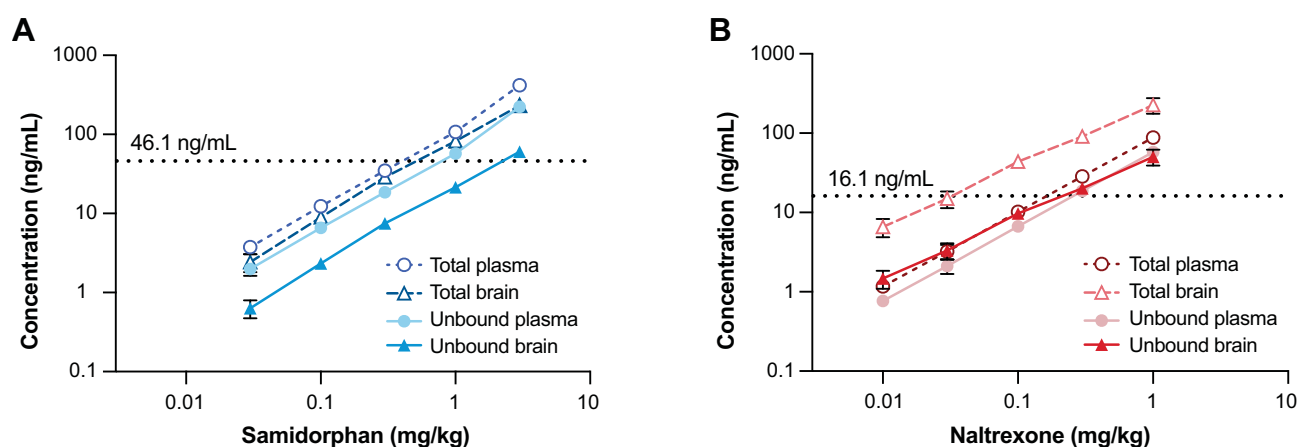 A
Concentration (ng/mL)
1000
100
10
1
0.1
46.1 ng/mL
Total plasma
Total brain
Unbound plasma
Unbound brain
0.01
0.1
1
10
Samidorphan (mg/kg)
B
Concentration (ng/mL)
1000
100
10
1
0.1
16.1 ng/mL
Total plasma
Total brain
Unbound plasma
Unbound brain
0.01
0.1
1
10
Naltrexone (mg/kg)